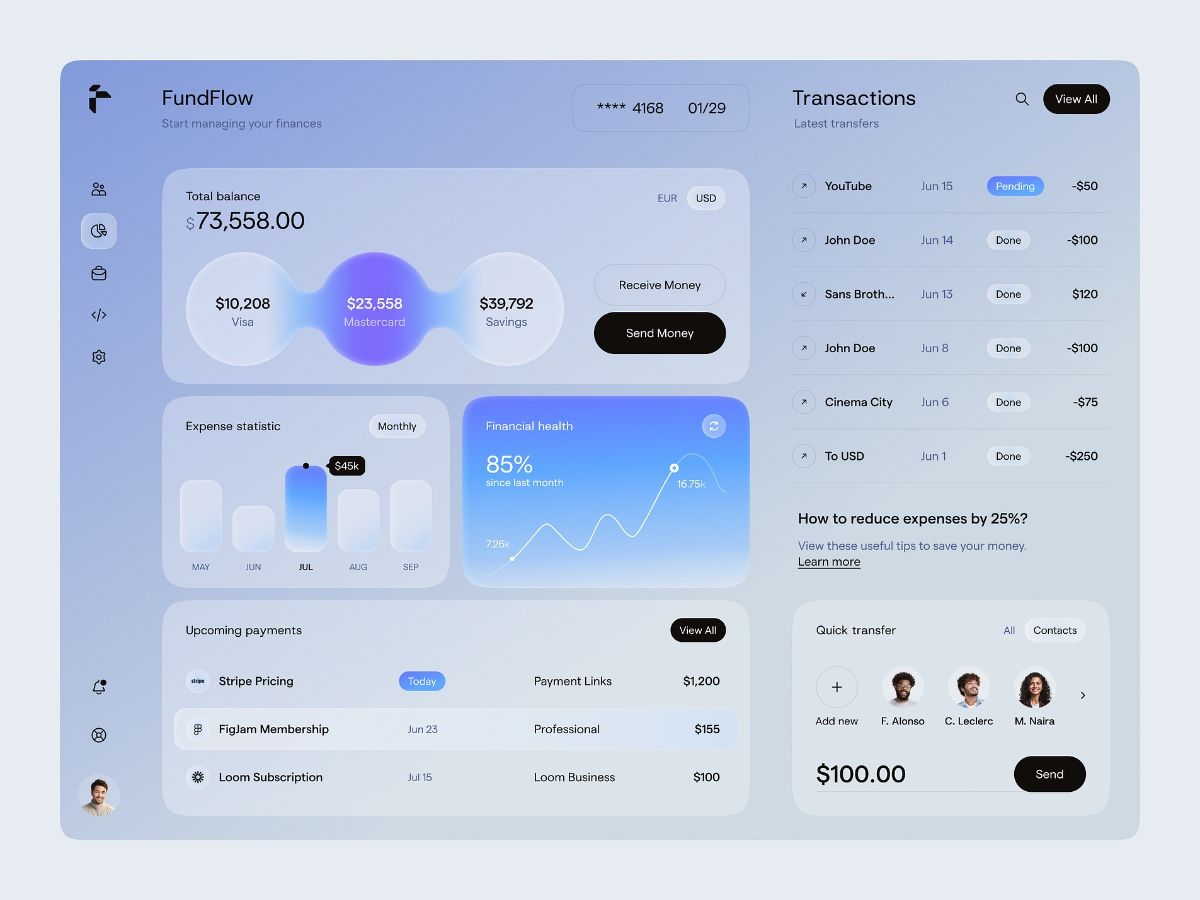 FundFlow
Start managing your finances
**** 4168 01/29
Total balance
$73,558.00
EUR USD
$10,208
Visa
$23,558
Mastercard
$39,792
Savings
Receive Money
Send Money
Expense statistic
Monthly
$45k
MAY JUN JUL AUG SEP
Financial health
85%
since last month
16.75k
7.26k
Upcoming payments
View All
stripe Stripe Pricing Today Payment Links $1,200
FigJam Membership Jun 23 Professional $155
Loom Subscription Jul 15 Loom Business $100
Transactions
Latest transfers
View All
YouTube Jun 15 Pending -$50
John Doe Jun 14 Done -$100
Sans Broth... Jun 13 Done $120
John Doe Jun 8 Done -$100
Cinema City Jun 6 Done -$75
To USD Jun 1 Done -$250
How to reduce expenses by 25%?
View these useful tips to save your money.
Learn more
Quick transfer
All Contacts
Add new F. Alonso C. Leclerc M. Naira
$100.00
Send